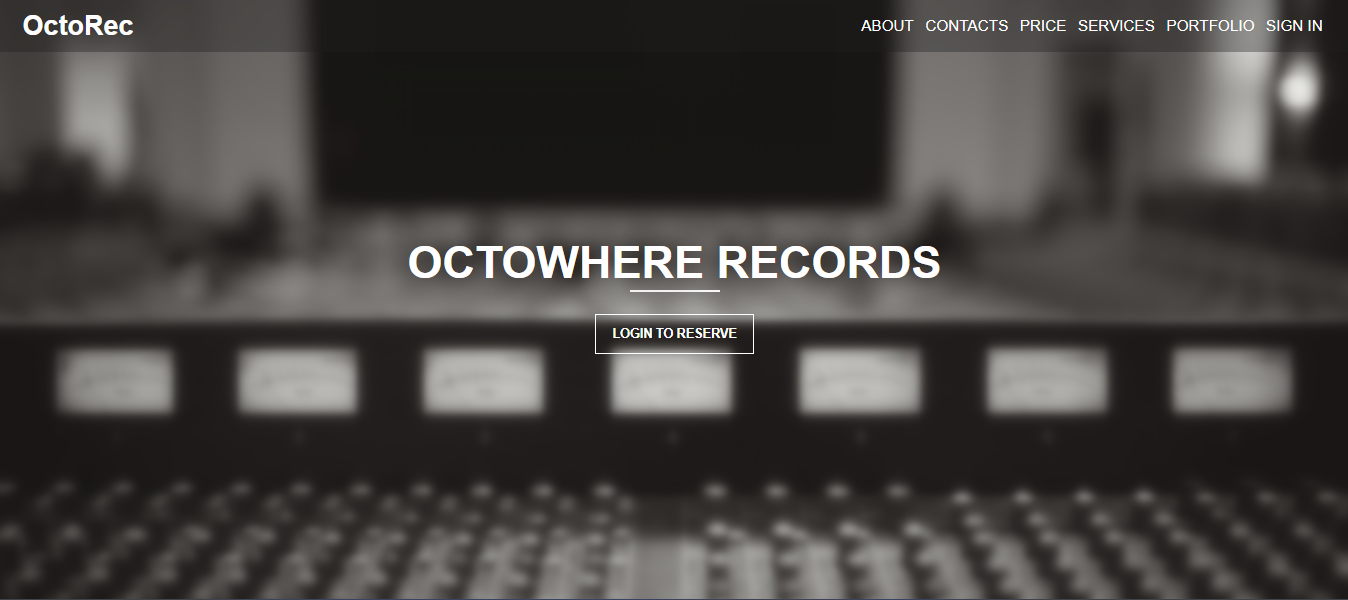 OctoRec
ABOUT CONTACTS PRICE SERVICES PORTFOLIO SIGN IN
OCTOWHERE RECORDS
LOGIN TO RESERVE